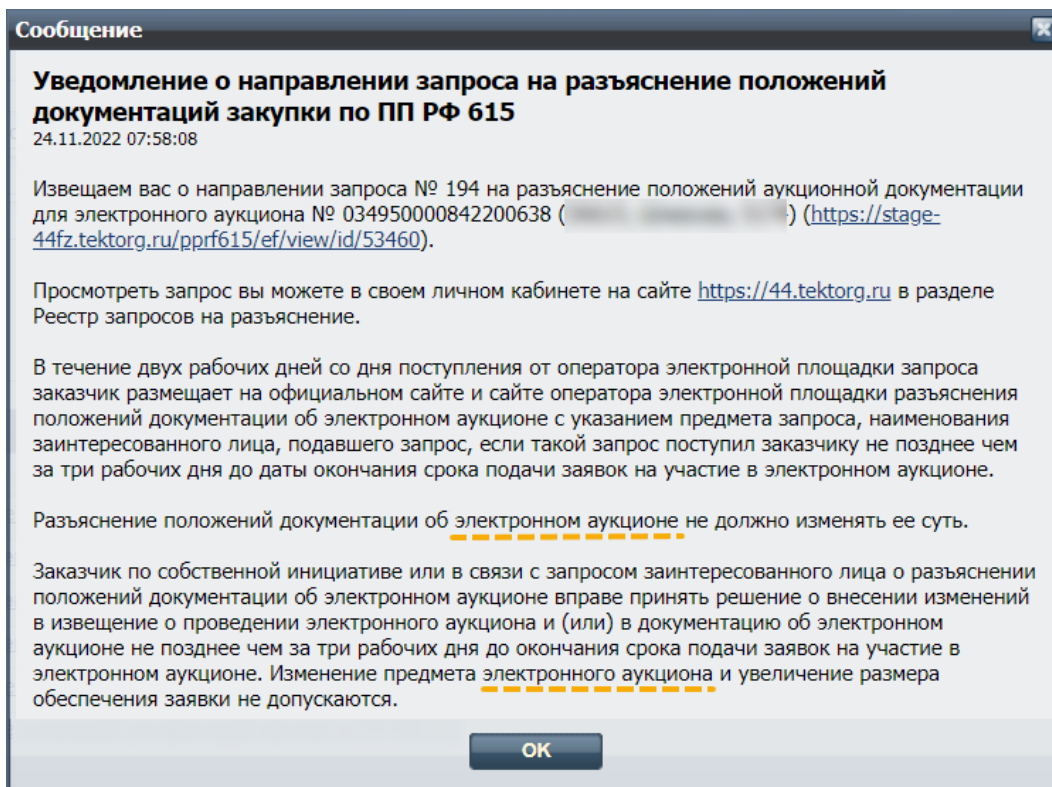 Сообщение
Уведомление о направлении запроса на разъяснение положений
документаций закупки по ПП РФ 615
24.11.2022 07:58:08
Извещаем вас о направлении запроса № 194 на разъяснение положений аукционной документации
для электронного аукциона № 034950000842200638 ( ) (https://stage-
44fz.tektorg.ru/pprf615/ef/view/id/53460).
Просмотреть запрос вы можете в своем личном кабинете на сайте https://44.tektorg.ru в разделе
Реестр запросов на разъяснение.
В течение двух рабочих дней со дня поступления от оператора электронной площадки запроса
заказчик размещает на официальном сайте и сайте оператора электронной площадки разъяснения
положений документации об электронном аукционе с указанием предмета запроса, наименования
заинтересованного лица, подавшего запрос, если такой запрос поступил заказчику не позднее чем
за три рабочих дня до даты окончания срока подачи заявок на участие в электронном аукционе.
Разъяснение положений документации об электронном аукционе не должно изменять ее суть.
Заказчик по собственной инициативе или в связи с запросом заинтересованного лица о разъяснении
положений документации об электронном аукционе вправе принять решение о внесении изменений
в извещение о проведении электронного аукциона и (или) в документацию об электронном
аукционе не позднее чем за три рабочих дня до окончания срока подачи заявок на участие в
электронном аукционе. Изменение предмета электронного аукциона и увеличение размера
обеспечения заявки не допускаются.
ОК